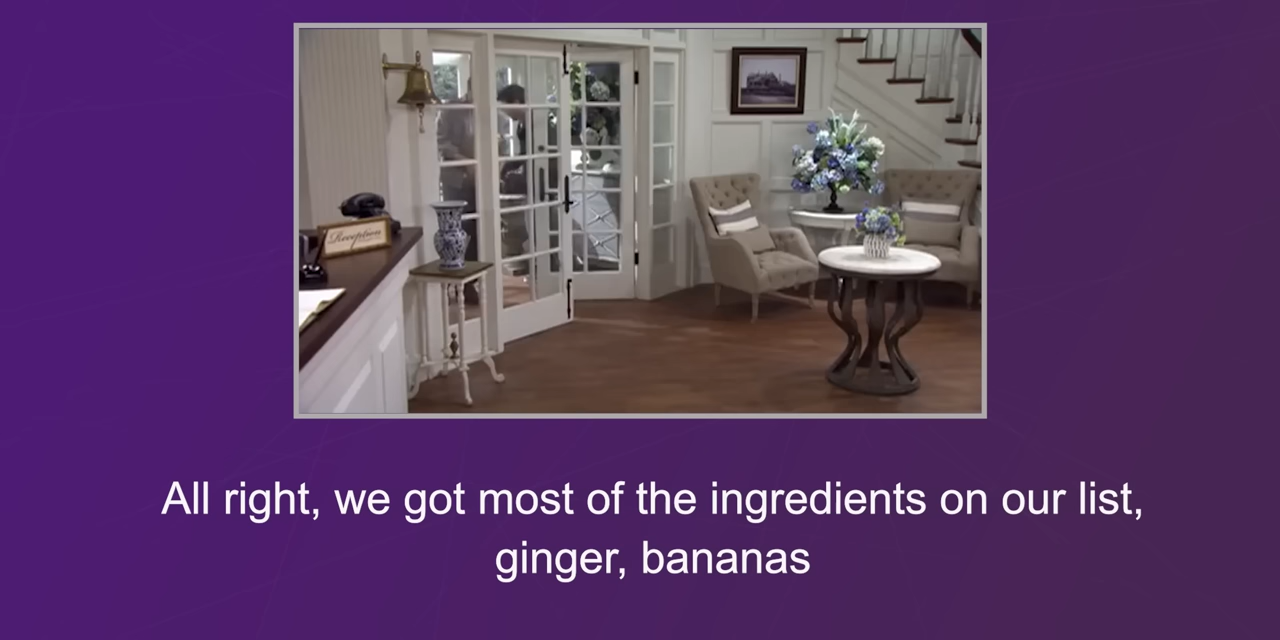 Reception
All right, we got most of the ingredients on our list,
ginger, bananas